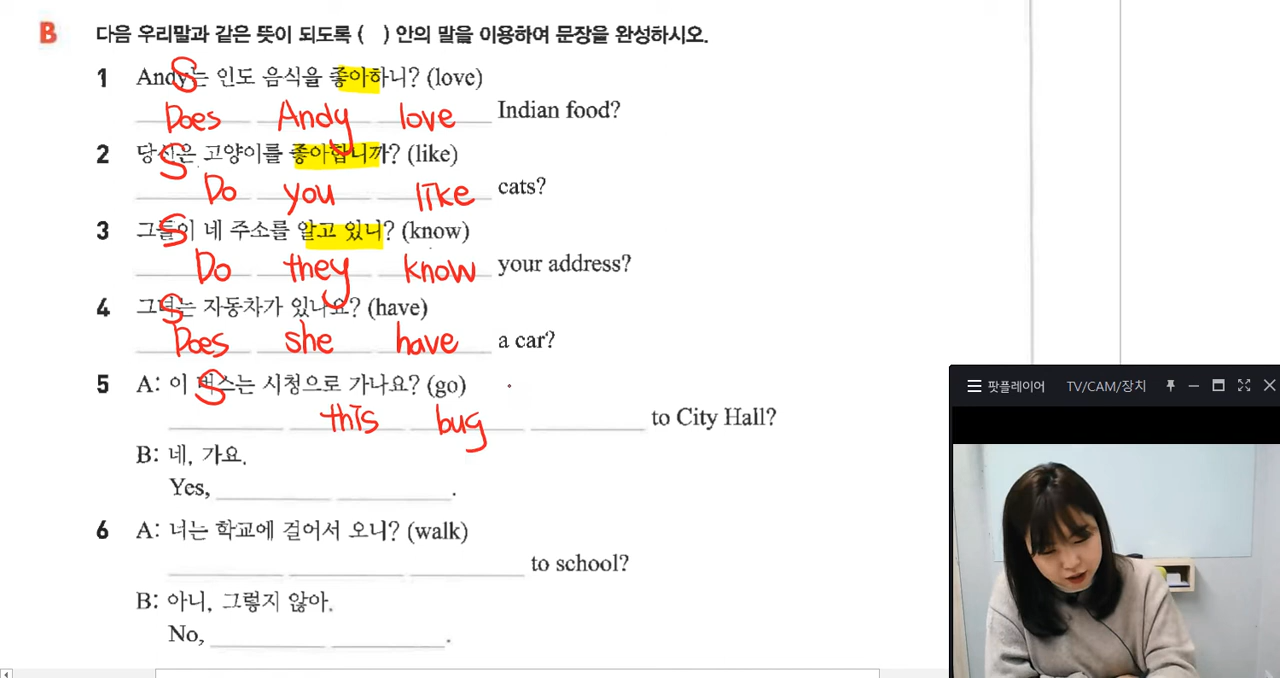 B 다음 우리말과 같은 뜻이 되도록 ( ) 안의 말을 이용하여 문장을 완성하시오.
1 Andy는 인도 음식을 좋아하니? (love)
S
Does Andy love Indian food?
2 당신은 고양이를 좋아합니까? (like)
S
Do you like cats?
3 그들이 네 주소를 알고 있니? (know)
S
Do they know your address?
4 그녀는 자동차가 있나요? (have)
S
Does she have a car?
5 A: 이 버스는 시청으로 가나요? (go)
S
this bug to City Hall?
B: 네, 가요.
Yes, .
6 A: 너는 학교에 걸어서 오니? (walk)
to school?
B: 아니, 그렇지 않아.
No, .
팟플레이어 TV/CAM/장치